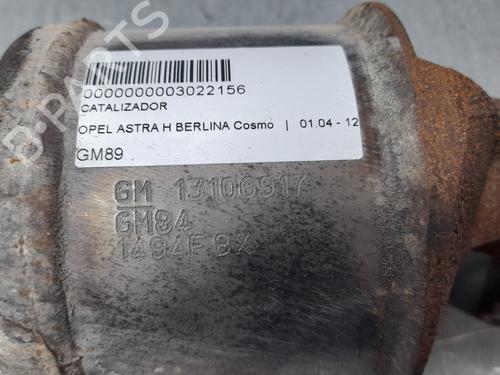 B-PARTS
0000000003022156
CATALIZADOR
OPEL ASTRA H BERLINA Cosmo | 01.04 - 12
GM89
GM 13106917
GM84